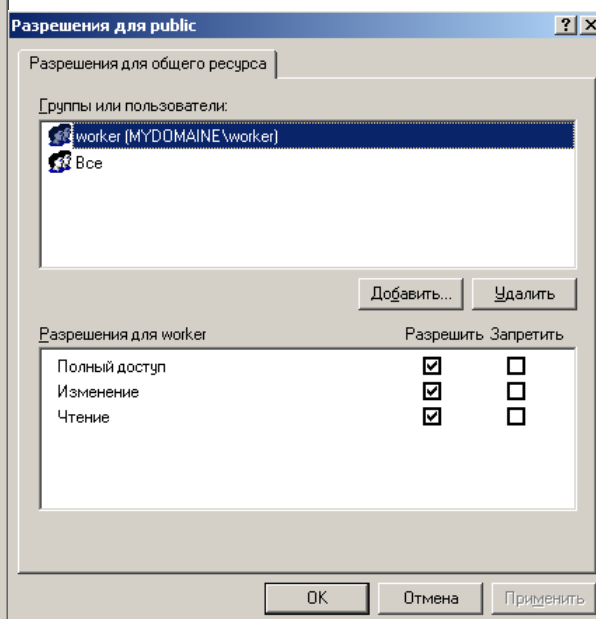 Разрешения для public
Разрешения для общего ресурса
Группы или пользователи:
worker (MYDOMAINE\worker)
Все
Добавить... Удалить
Разрешения для worker Разрешить Запретить
Полный доступ
Изменение
Чтение
OK Отмена Применить